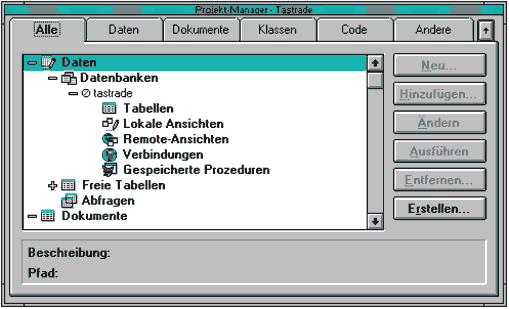 Projekt-Manager - Tastrade
Alle Daten Dokumente Klassen Code Andere
Daten
Datenbanken
tastrade
Tabellen
Lokale Ansichten
Remote-Ansichten
Verbindungen
Gespeicherte Prozeduren
Freie Tabellen
Abfragen
Dokumente
Neu...
Hinzufügen...
Ändern
Ausführen
Entfernen...
Erstellen...
Beschreibung:
Pfad: